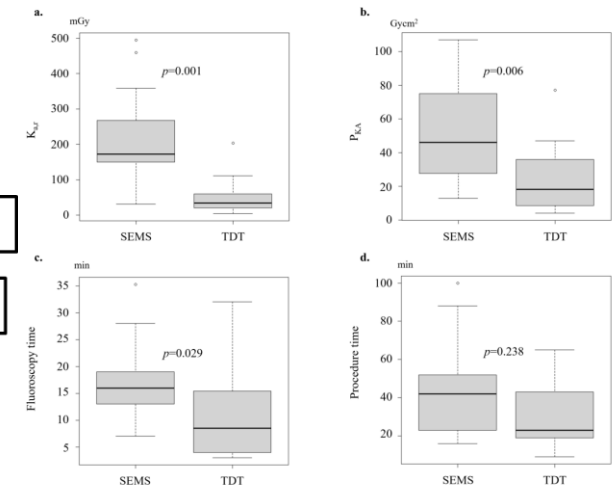 a.
mGy
500
400
300
200
100
0
K a,r
p=0.001
SEMS
TDT
b.
Gycm²
100
80
60
40
20
0
P KA
p=0.006
SEMS
TDT
c.
min
35
30
25
20
15
10
5
Fluoroscopy time
p=0.029
SEMS
TDT
d.
min
100
80
60
40
20
Procedure time
p=0.238
SEMS
TDT